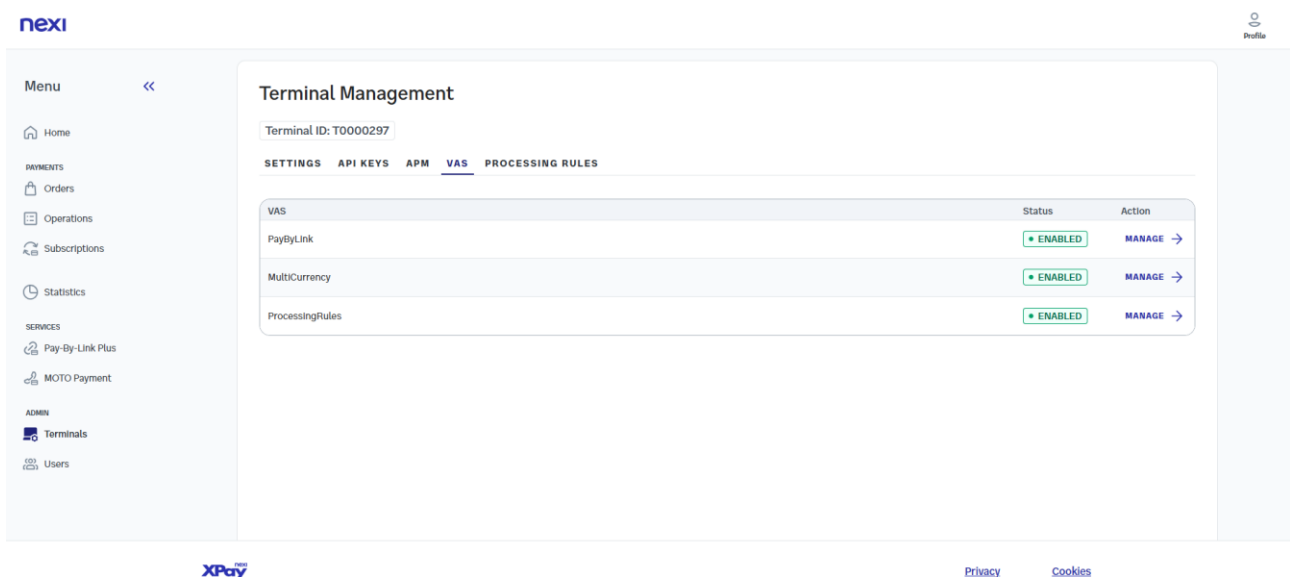 nexi
Profile
Menu
Home
PAYMENTS
Orders
Operations
Subscriptions
Statistics
SERVICES
Pay-By-Link Plus
MOTO Payment
ADMIN
Terminals
Users
Terminal Management
Terminal ID: T0000297
SETTINGS API KEYS APM VAS PROCESSING RULES
VAS Status Action
PayByLink ENABLED MANAGE
MultiCurrency ENABLED MANAGE
ProcessingRules ENABLED MANAGE
XPay nexi
Privacy Cookies